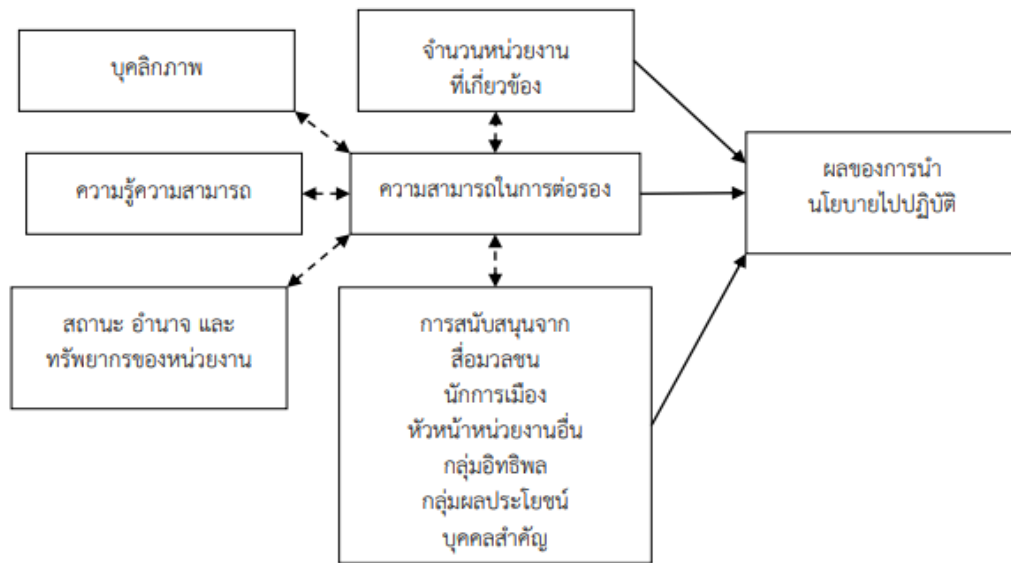 บุคลิกภาพ
จำนวนหน่วยงาน
ที่เกี่ยวข้อง
ความรู้ความสามารถ
ความสามารถในการต่อรอง
ผลของการนำ
นโยบายไปปฏิบัติ
สถานะ อำนาจ และ
ทรัพยากรของหน่วยงาน
การสนับสนุนจาก
สื่อมวลชน
นักการเมือง
หัวหน้าหน่วยงานอื่น
กลุ่มอิทธิพล
กลุ่มผลประโยชน์
บุคคลสำคัญ